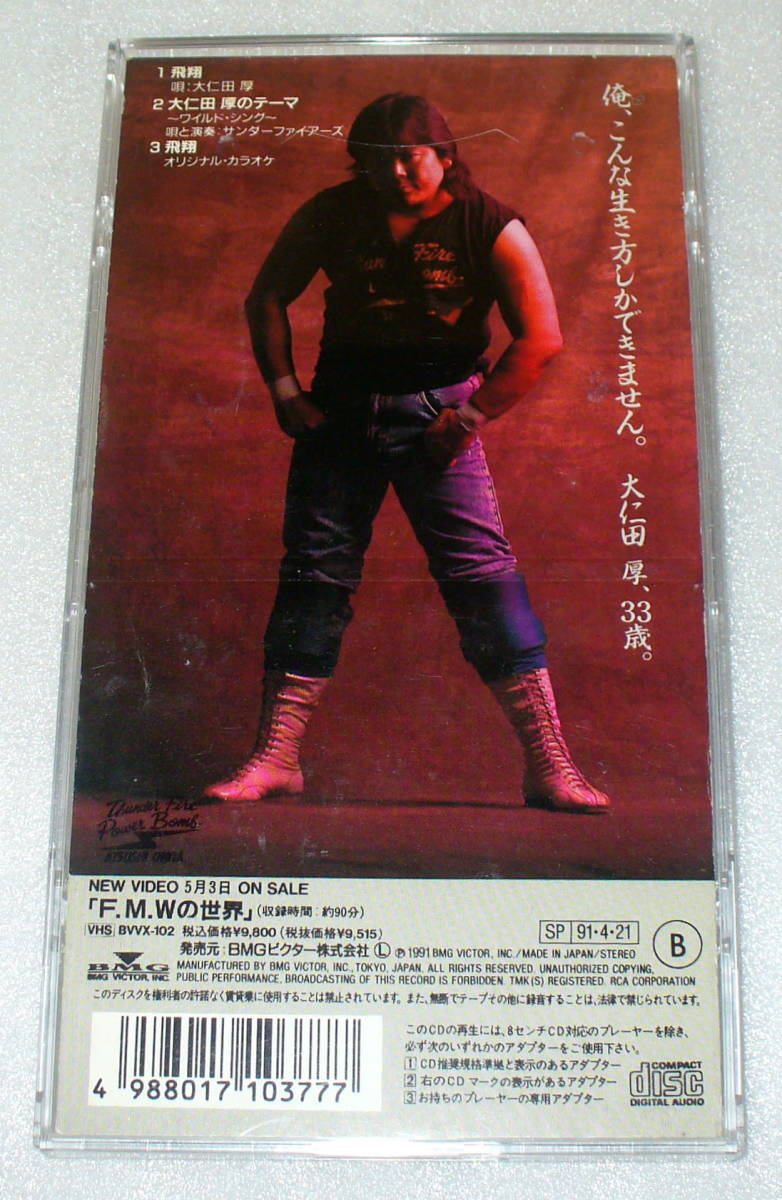 1 飛翔
唄:大仁田 厚
2 大仁田 厚のテーマ
～ワイルド・シング～
唄と演奏:サンダーファイアーズ
3 飛翔
オリジナル・カラオケ
俺、こんな生き方しかできません。 大仁田 厚、33歳。
Thunder Fire
Power Bomb
ATSUSHI ONITA
NEW VIDEO 5月3日 ON SALE
「F.M.Wの世界」(収録時間:約90分)
VHS BVVX-102 税込価格¥9,800 (税抜価格¥9,515)
SP 91・4・21
B
発売元:BMGビクター株式会社 Ⓛ ℗1991 BMG VICTOR, INC./MADE IN JAPAN/STEREO
BMG
BMG VICTOR, INC.
MANUFACTURED BY BMG VICTOR, INC., TOKYO, JAPAN. ALL RIGHTS RESERVED. UNAUTHORIZED COPYING,
PUBLIC PERFORMANCE, BROADCASTING OF THIS RECORD IS FORBIDDEN. TMK(S) REGISTERED. RCA CORPORATION
このディスクを権利者の許諾なく賃貸業に使用することは禁止されています。また、無断でテープその他に録音することは、法律で禁じられています。
4 988017 103777
このCDの再生には、8センチCD対応のプレーヤーを除き、
必ず次のいずれかのアダプターをご使用下さい。
1 CD推奨規格準拠と表示のあるアダプター
2 右のCDマークの表示があるアダプター
3 お持ちのプレーヤーの専用アダプター
COMPACT
disc
DIGITAL AUDIO